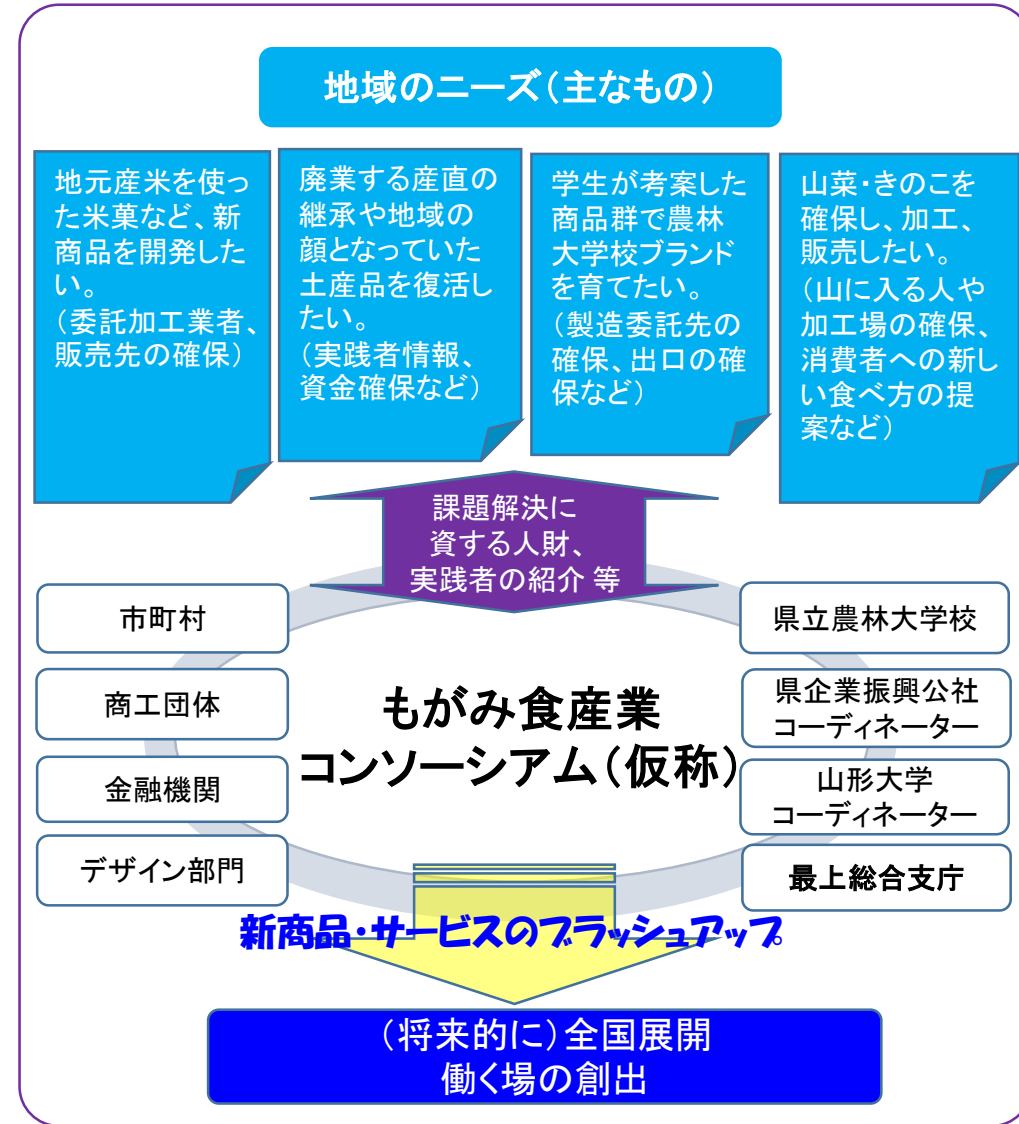 地域のニーズ(主なもの)
地元産米を使っ
た米菓など、新
商品を開発した
い。
(委託加工業者、
販売先の確保)
廃業する産直の
継承や地域の
顔となっていた
土産品を復活し
たい。
(実践者情報、
資金確保など)
学生が考案した
商品群で農林
大学校ブランド
を育てたい。
(製造委託先の
確保、出口の確
保など)
山菜・きのこを
確保し、加工、
販売したい。
(山に入る人や
加工場の確保、
消費者への新し
い食べ方の提
案など)
課題解決に
資する人財、
実践者の紹介 等
市町村
商工団体
金融機関
デザイン部門
もがみ食産業
コンソーシアム(仮称)
県立農林大学校
県企業振興公社
コーディネーター
山形大学
コーディネーター
最上総合支庁
新商品・サービスのブラッシュアップ
(将来的に)全国展開
働く場の創出